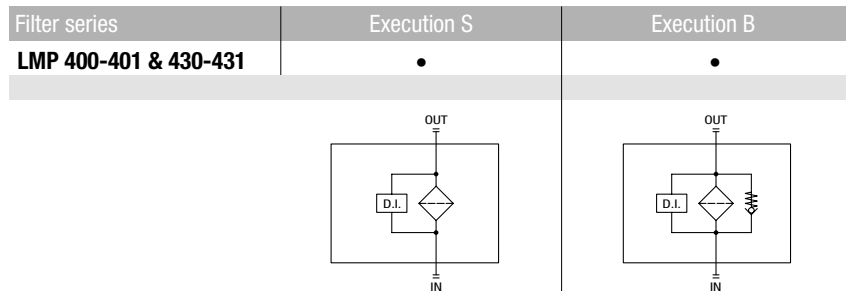 Filter series Execution S Execution B
LMP 400-401 & 430-431 • •
OUT OUT
D.I. D.I.
IN IN